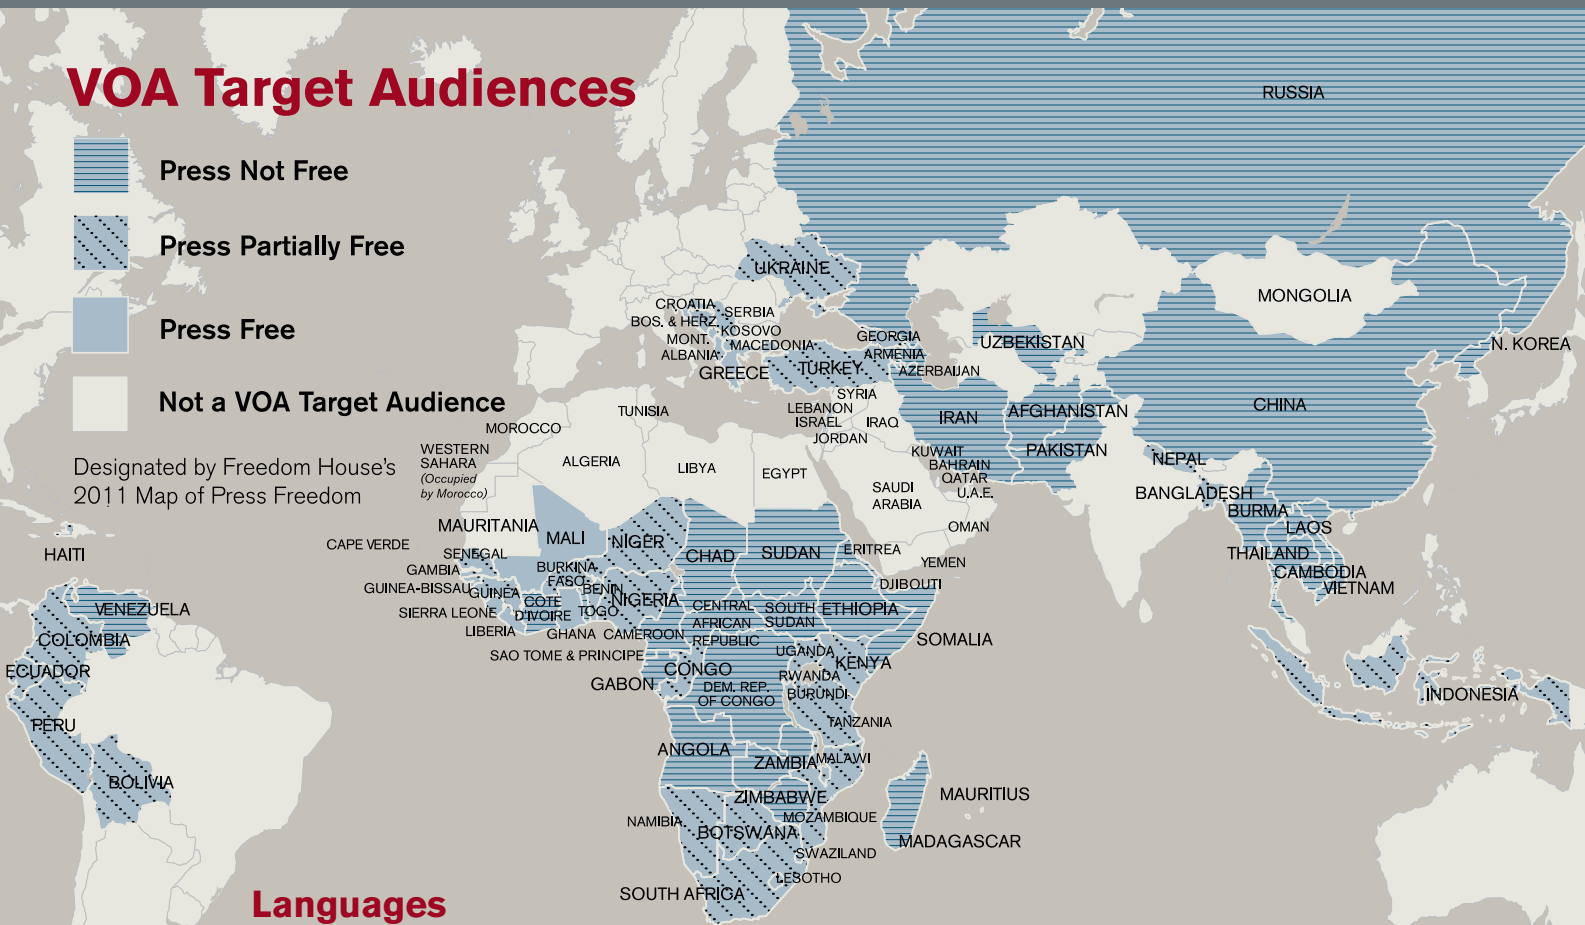 VOA Target Audiences
Press Not Free
Press Partially Free
Press Free
Not a VOA Target Audience
Designated by Freedom House's
2011 Map of Press Freedom
RUSSIA
UKRAINE
MONGOLIA
CROATIA
SERBIA
BOS. & HERZ.
KOSOVO
MONT.
MACEDONIA
ALBANIA
GREECE
TURKEY
GEORGIA
ARMENIA
AZERBAIJAN
UZBEKISTAN
N. KOREA
SYRIA
LEBANON
ISRAEL
IRAQ
JORDAN
IRAN
AFGHANISTAN
CHINA
TUNISIA
MOROCCO
WESTERN
SAHARA
(Occupied
by Morocco)
ALGERIA
LIBYA
EGYPT
KUWAIT
BAHRAIN
QATAR
U.A.E.
SAUDI
ARABIA
OMAN
YEMEN
PAKISTAN
NEPAL
BANGLADESH
BURMA
LAOS
THAILAND
CAMBODIA
VIETNAM
MAURITANIA
MALI
NIGER
CHAD
SUDAN
ERITREA
DJIBOUTI
CAPE VERDE
SENEGAL
GAMBIA
GUINEA-BISSAU
GUINEA
SIERRA LEONE
LIBERIA
BURKINA
FASO
BENIN
COTE
D'IVOIRE
TOGO
NIGERIA
GHANA
CAMEROON
CENTRAL
AFRICAN
REPUBLIC
SOUTH
SUDAN
ETHIOPIA
SOMALIA
SAO TOME & PRINCIPE
GABON
CONGO
DEM. REP.
OF CONGO
UGANDA
KENYA
RWANDA
BURUNDI
TANZANIA
ANGOLA
ZAMBIA
MALAWI
ZIMBABWE
MOZAMBIQUE
NAMIBIA
BOTSWANA
SWAZILAND
LESOTHO
SOUTH AFRICA
MAURITIUS
MADAGASCAR
INDONESIA
HAITI
VENEZUELA
COLOMBIA
ECUADOR
PERU
BOLIVIA
Languages